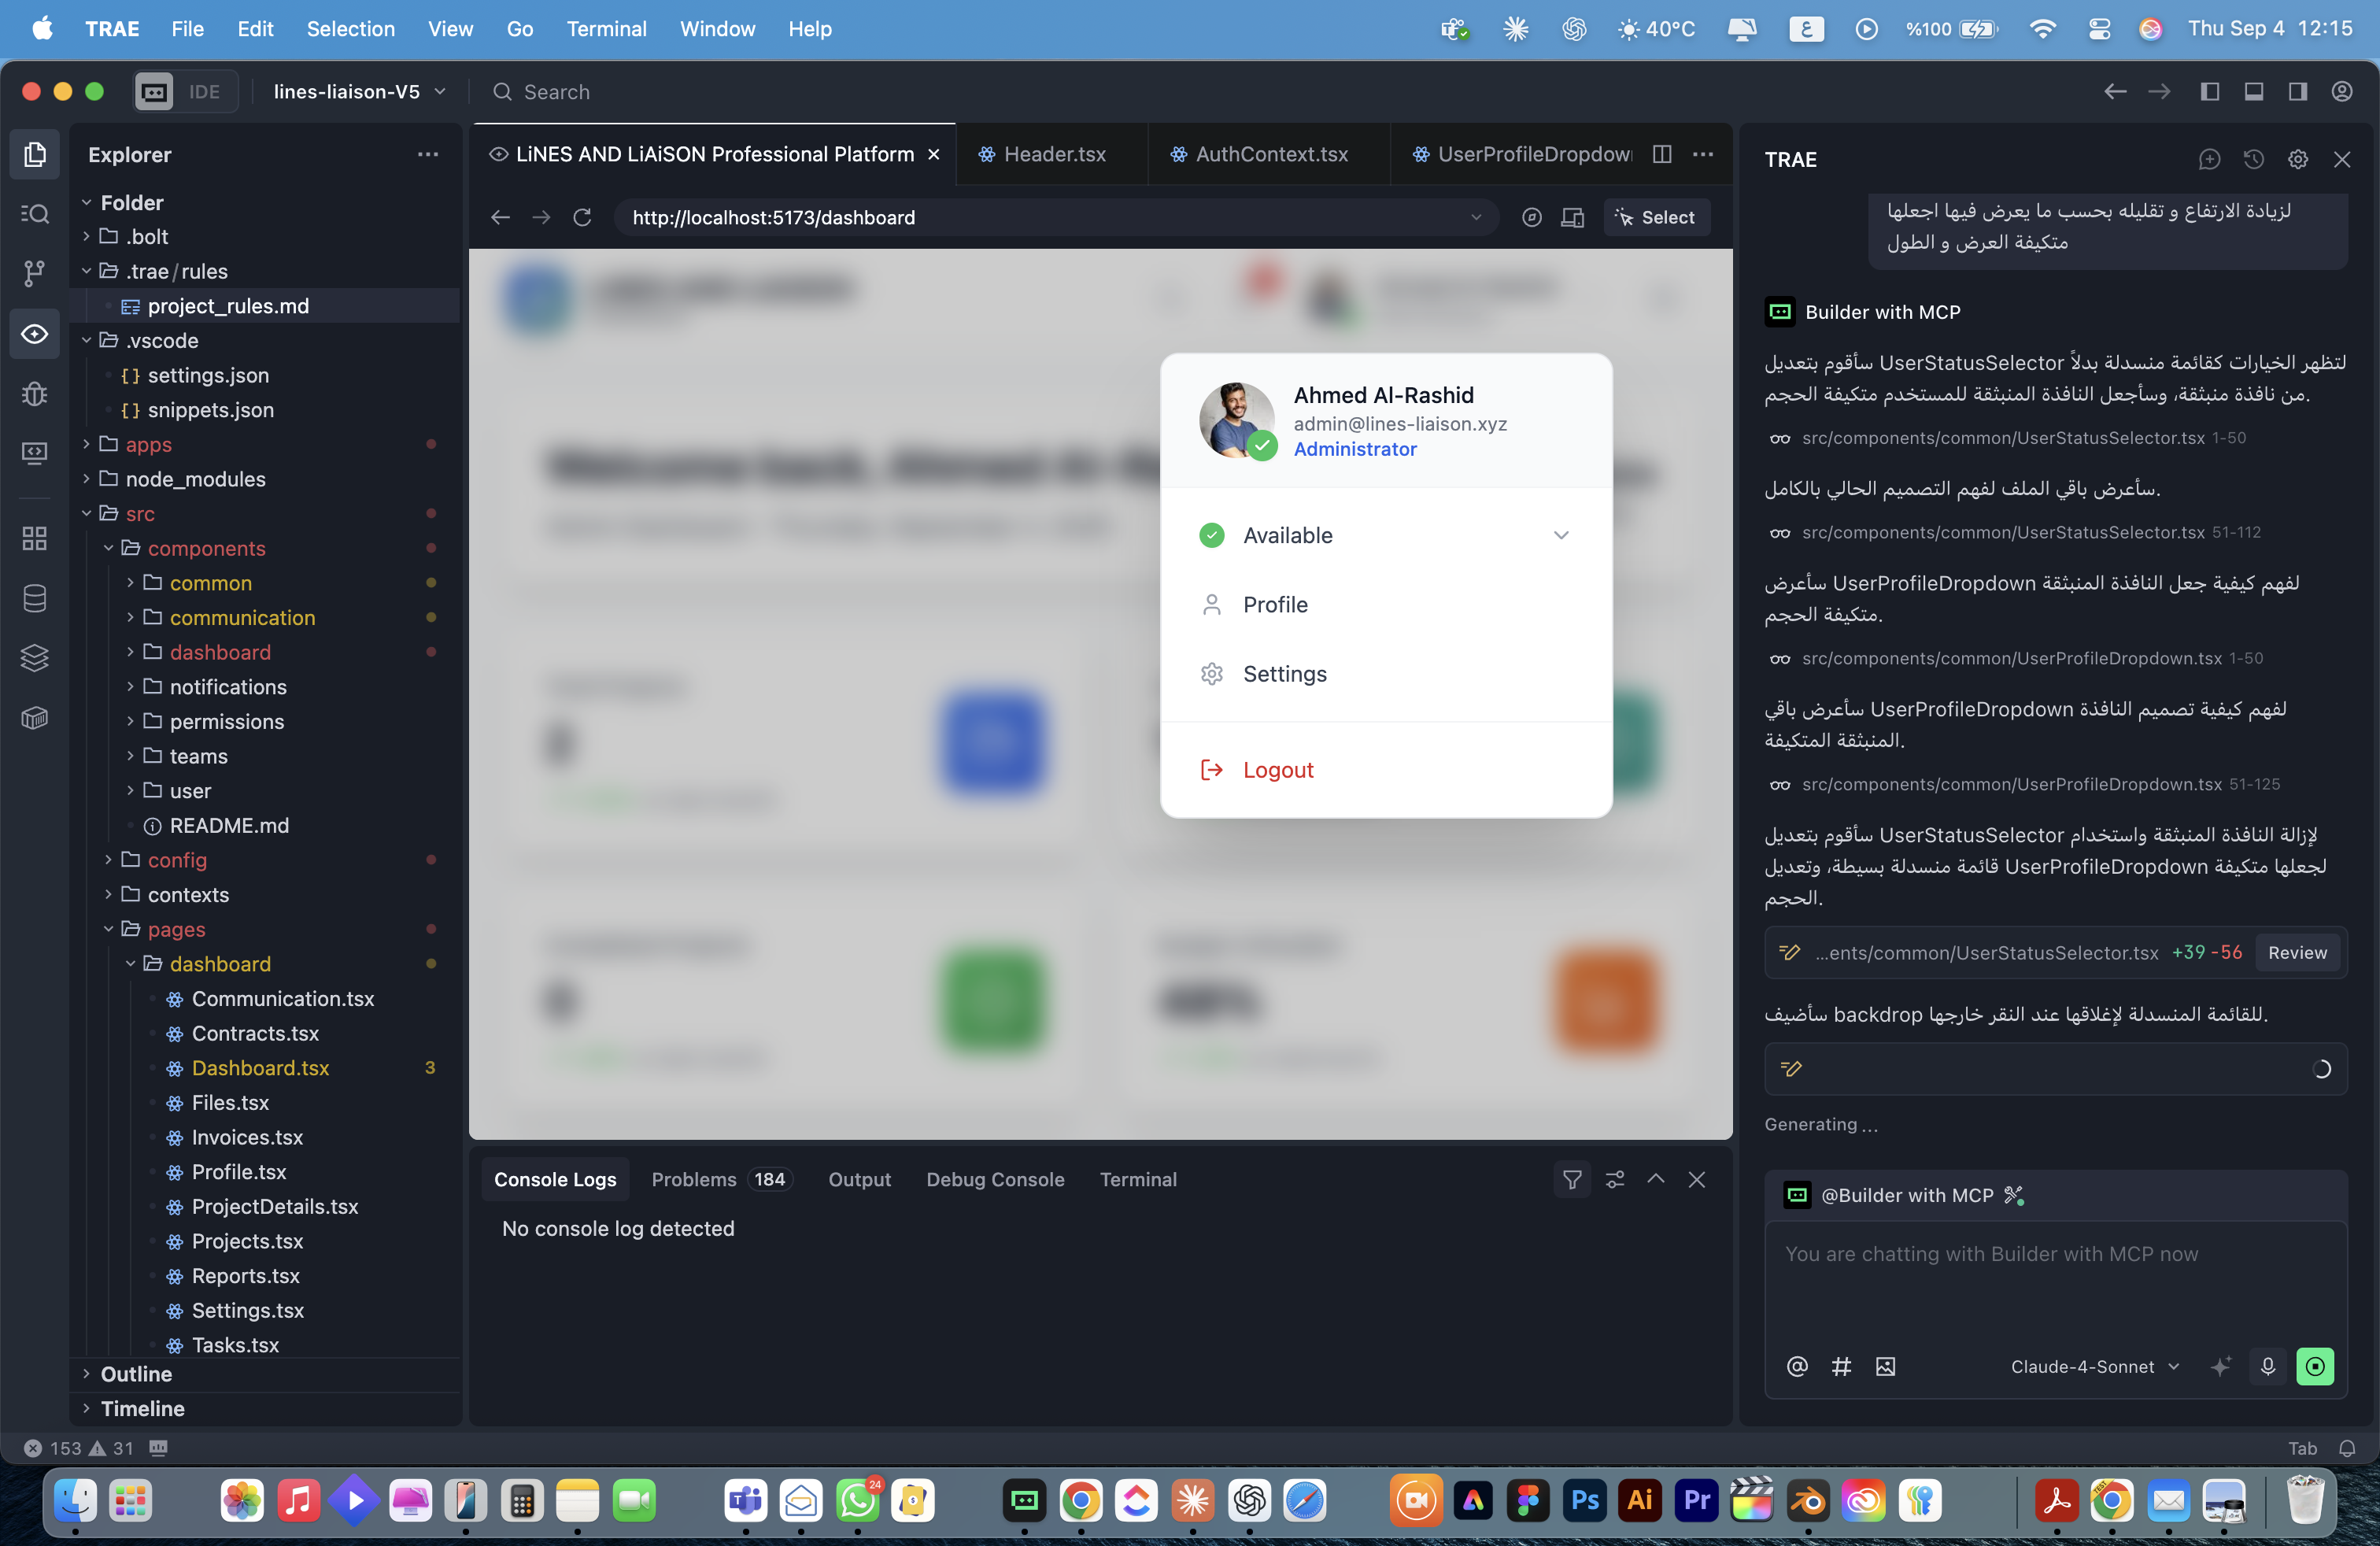 TRAE File Edit Selection View Go Terminal Window Help
40°C ع %100 Thu Sep 4 12:15
IDE lines-liaison-V5 Search
Explorer
Folder
.bolt
.trae/rules
project_rules.md
.vscode
settings.json
snippets.json
apps
node_modules
src
components
common
communication
dashboard
notifications
permissions
teams
user
README.md
config
contexts
pages
dashboard
Communication.tsx
Contracts.tsx
Dashboard.tsx 3
Files.tsx
Invoices.tsx
Profile.tsx
ProjectDetails.tsx
Projects.tsx
Reports.tsx
Settings.tsx
Tasks.tsx
Outline
Timeline
LiNES AND LiAiSON Professional Platform Header.tsx AuthContext.tsx UserProfileDropdow
http://localhost:5173/dashboard Select
Ahmed Al-Rashid
admin@lines-liaison.xyz
Administrator
Available
Profile
Settings
Logout
Console Logs Problems 184 Output Debug Console Terminal
No console log detected
TRAE
لزيادة الارتفاع و تقليله بحسب ما يعرض فيها اجعلها
متكيفة العرض و الطول
Builder with MCP
سأقوم بتعديل UserStatusSelector لتظهر الخيارات كقائمة منسدلة بدلاً
من نافذة منبثقة، وسأجعل النافذة المنبثقة للمستخدم متكيفة الحجم.
src/components/common/UserStatusSelector.tsx 1-50
سأعرض باقي الملف لفهم التصميم الحالي بالكامل.
src/components/common/UserStatusSelector.tsx 51-112
سأعرض UserProfileDropdown لفهم كيفية جعل النافذة المنبثقة
متكيفة الحجم.
src/components/common/UserProfileDropdown.tsx 1-50
سأعرض باقي UserProfileDropdown لفهم كيفية تصميم النافذة
المنبثقة المتكيفة.
src/components/common/UserProfileDropdown.tsx 51-125
سأقوم بتعديل UserStatusSelector لإزالة النافذة المنبثقة واستخدام
قائمة منسدلة بسيطة، وتعديل UserProfileDropdown لجعلها متكيفة
الحجم.
...ents/common/UserStatusSelector.tsx +39 -56 Review
سأضيف backdrop للقائمة المنسدلة لإغلاقها عند النقر خارجها.
Generating ...
@Builder with MCP
You are chatting with Builder with MCP now
@ # Claude-4-Sonnet
153 31 Tab
24
Ps Ai Pr